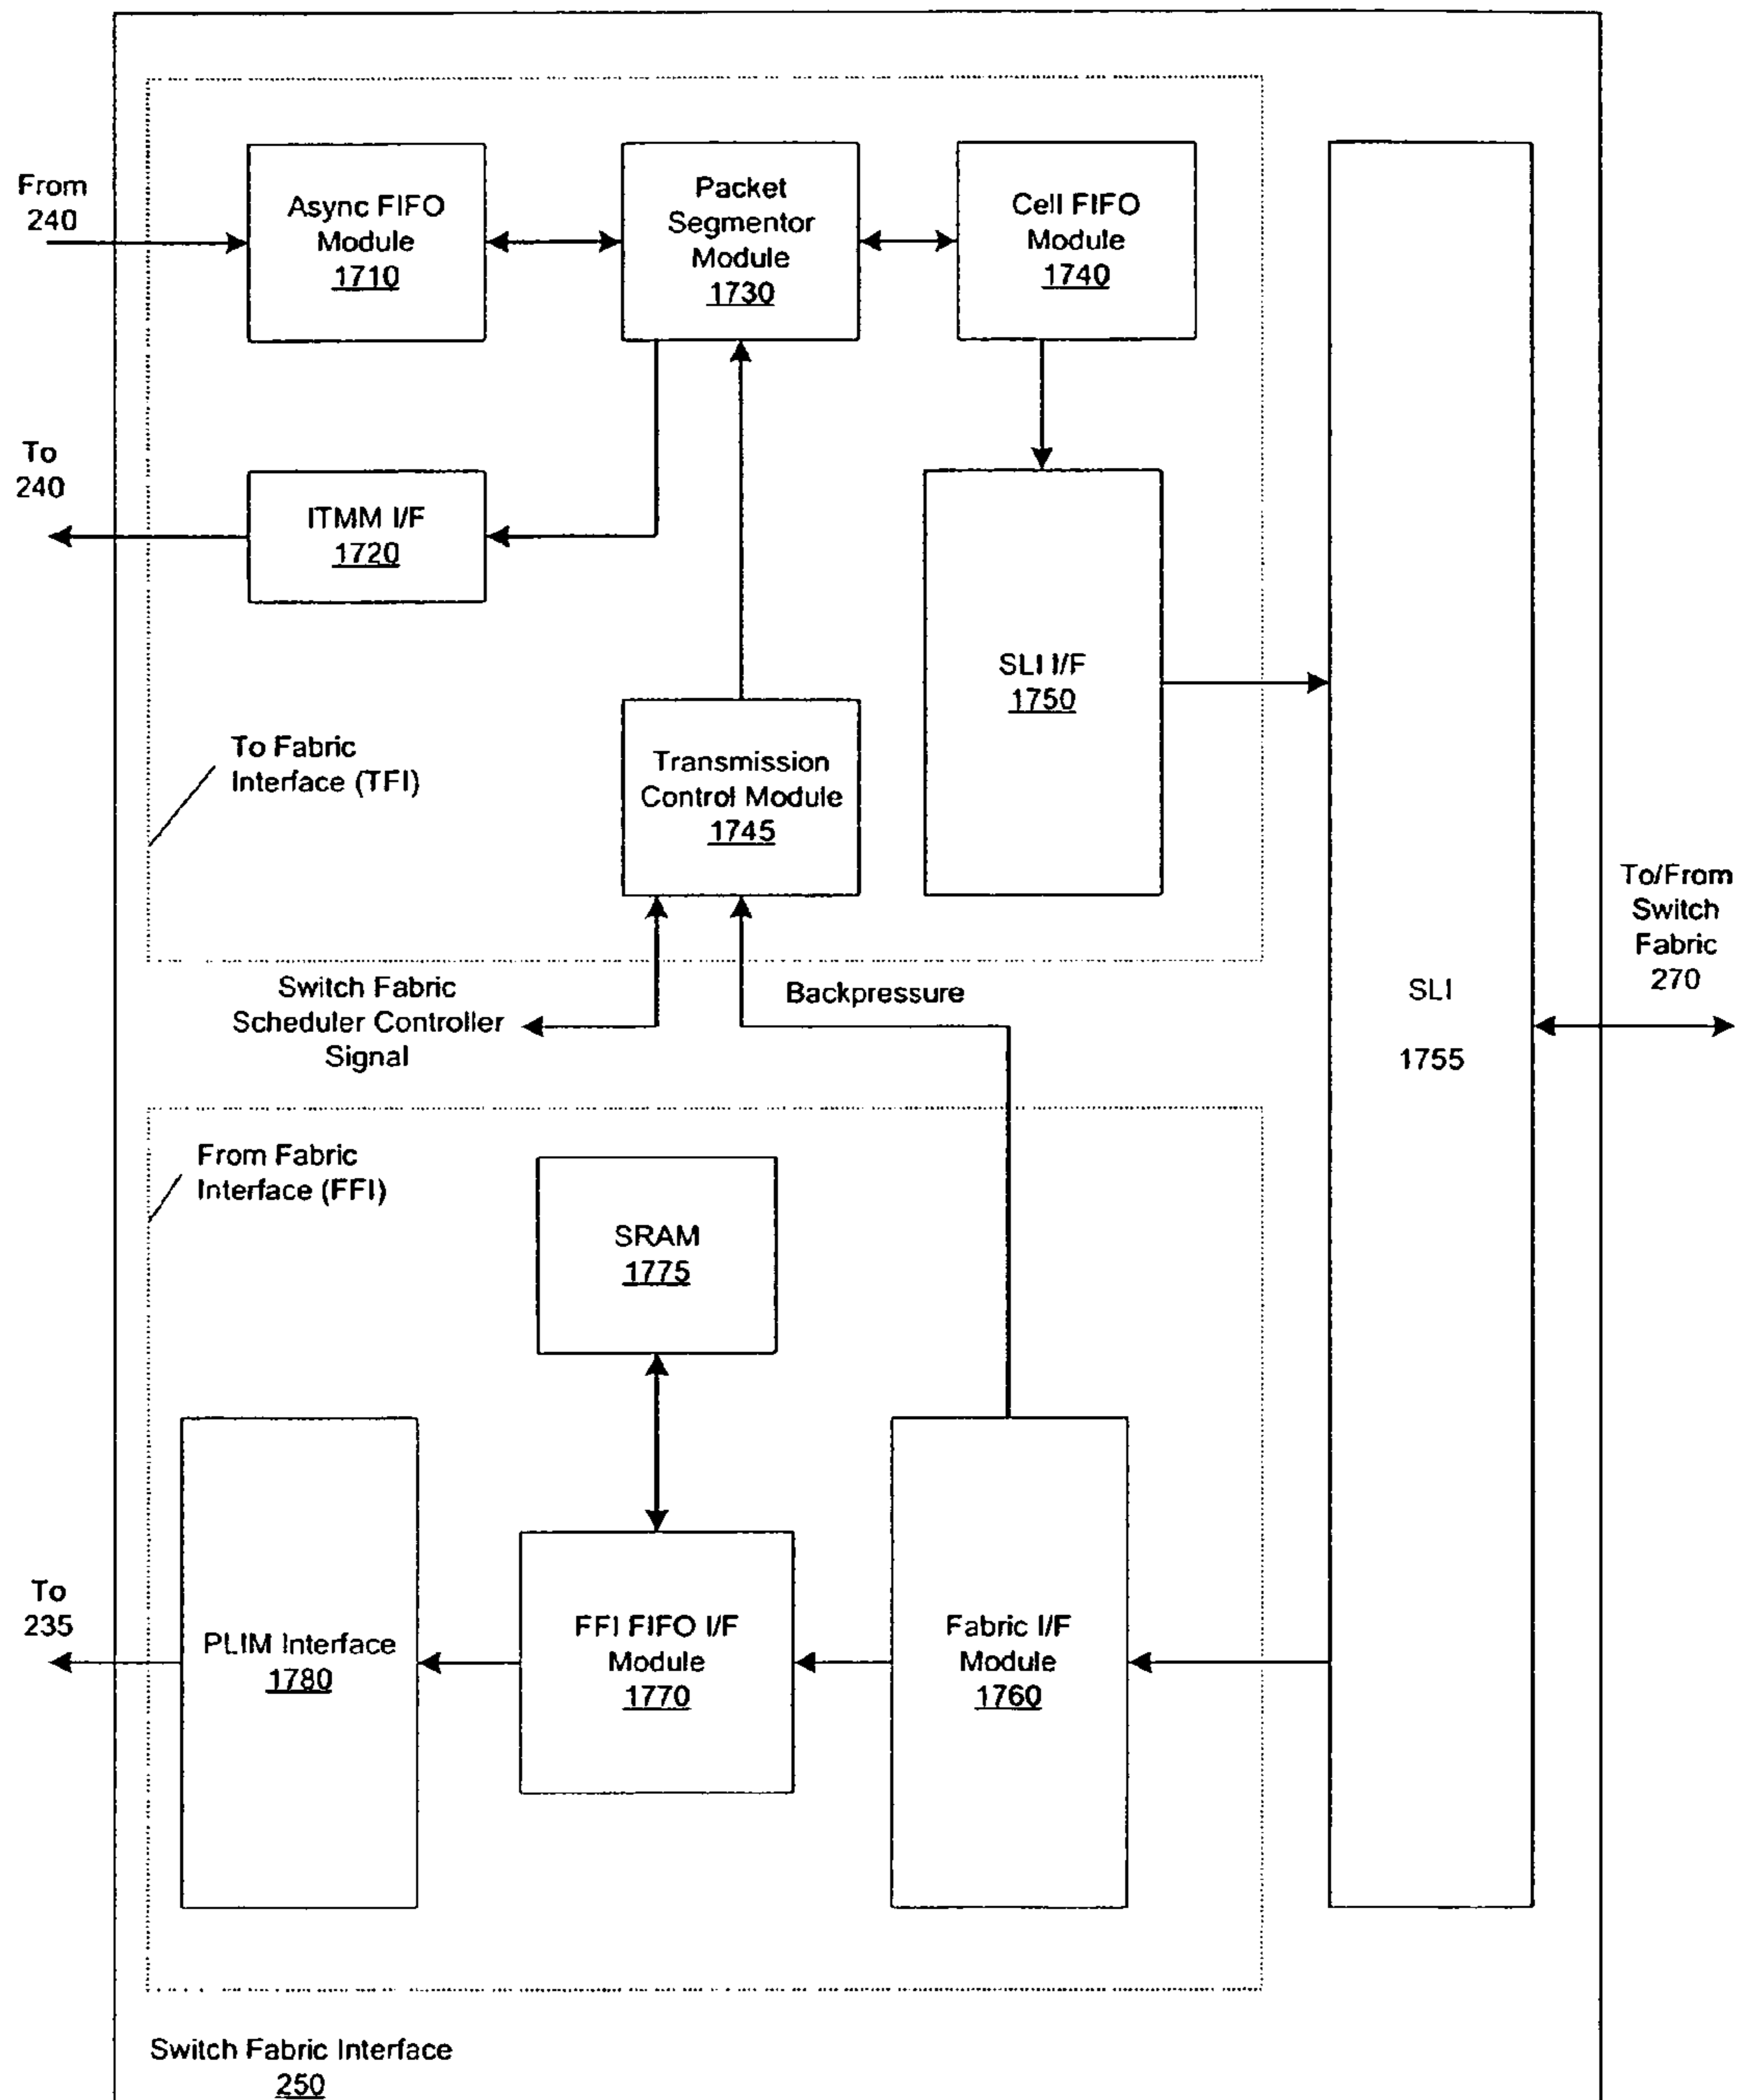 From
240
Async FIFO
Module
1710
Packet
Segmentor
Module
1730
Cell FIFO
Module
1740
To
240
ITMM I/F
1720
SLI I/F
1750
To Fabric
Interface (TFI)
Transmission
Control Module
1745
To/From
Switch
Fabric
270
Switch Fabric
Scheduler Controller
Signal
Backpressure
SLI
1755
From Fabric
Interface (FFI)
SRAM
1775
To
235
PLIM Interface
1780
FFI FIFO I/F
Module
1770
Fabric I/F
Module
1760
Switch Fabric Interface
250